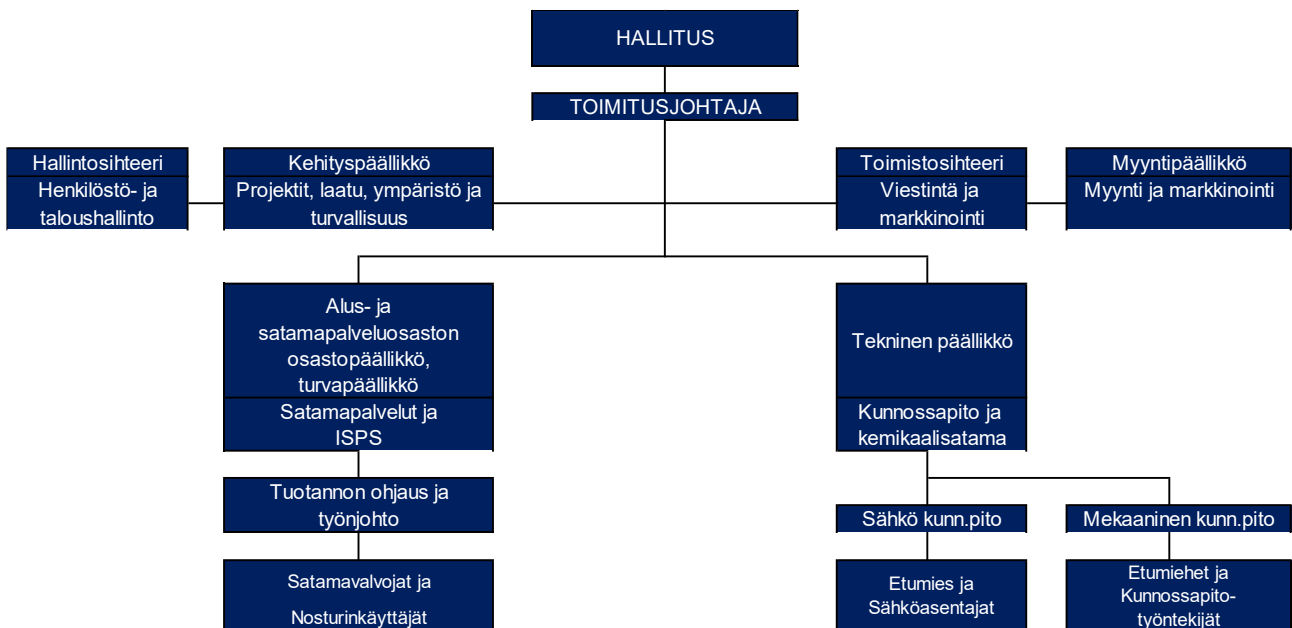 HALLITUS
TOIMITUSJOHTAJA
Hallintosihteeri
Henkilöstö- ja
taloushallinto
Kehityspäällikkö
Projektit, laatu, ympäristö ja
turvallisuus
Toimistosihteeri
Viestintä ja
markkinointi
Myyntipäällikkö
Myynti ja markkinointi
Alus- ja
satamapalveluosaston
osastopäällikkö,
turvapäällikkö
Satamapalvelut ja
ISPS
Tekninen päällikkö
Kunnossapito ja
kemikaalisatama
Tuotannon ohjaus ja
työnjohto
Sähkö kunn.pito
Mekaaninen kunn.pito
Satamavalvojat ja
Nosturinkäyttäjät
Etumies ja
Sähköasentajat
Etumiehet ja
Kunnossapito-
työntekijät